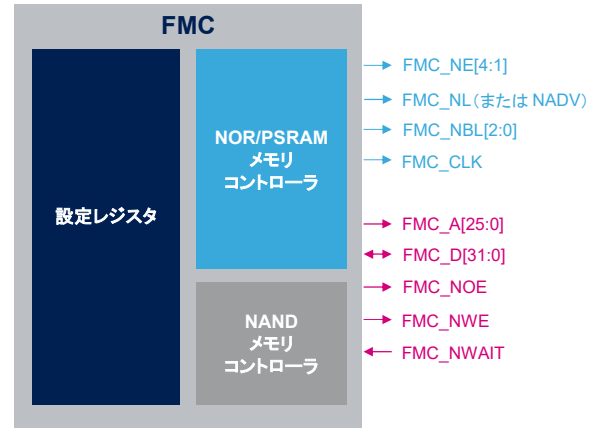 FMC
設定レジスタ
NOR/PSRAM
メモリ
コントローラ
NAND
メモリ
コントローラ
FMC_NE[4:1]
FMC_NL（または NADV）
FMC_NBL[2:0]
FMC_CLK
FMC_A[25:0]
FMC_D[31:0]
FMC_NOE
FMC_NWE
FMC_NWAIT